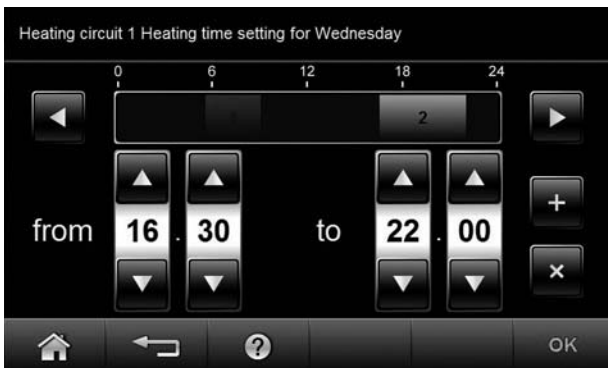 Heating circuit 1 Heating time setting for Wednesday
0 6 12 18 24
2
from 16 . 30 to 22 . 00
OK